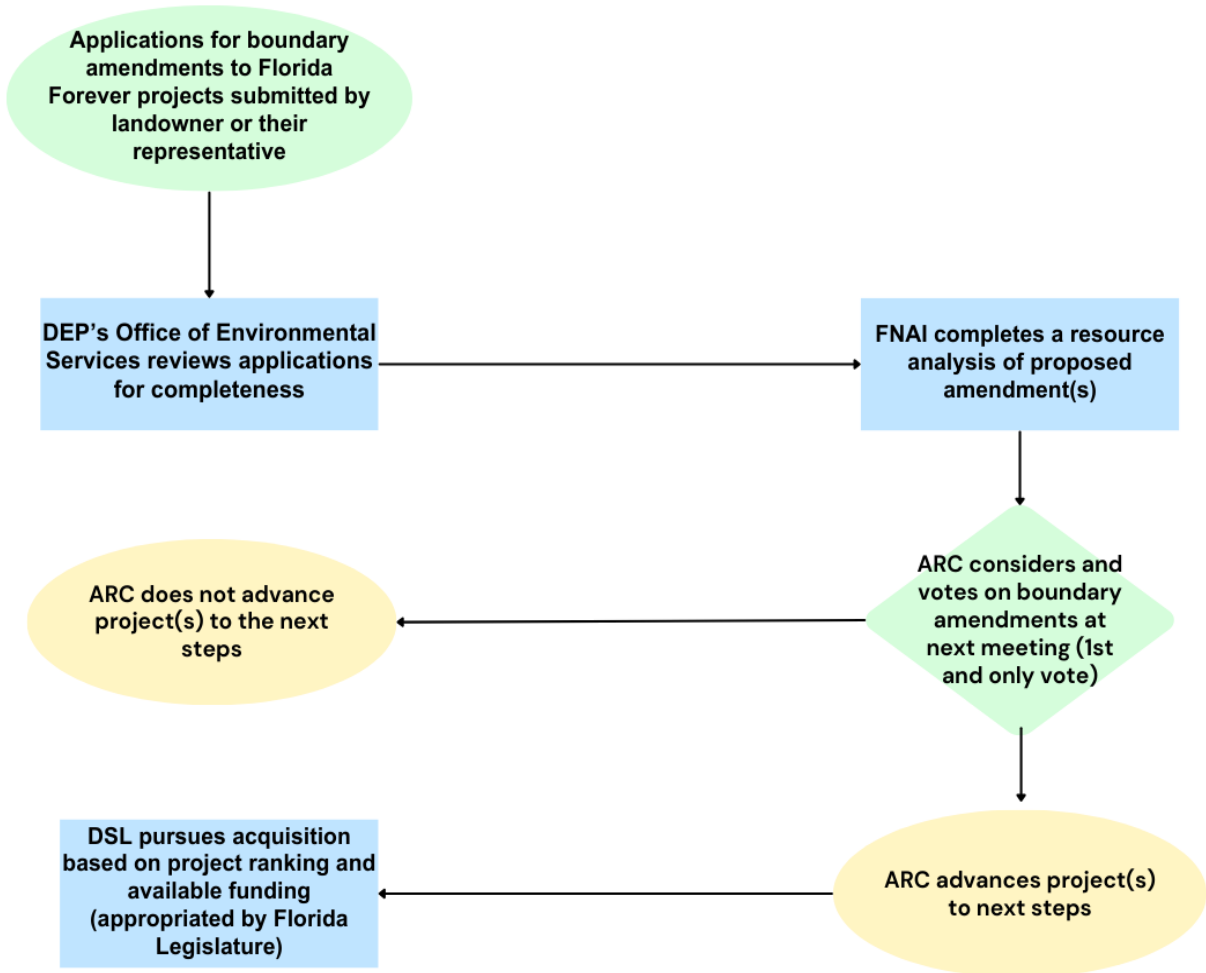 Applications for boundary
amendments to Florida
Forever projects submitted by
landowner or their
representative
DEP's Office of Environmental
Services reviews applications
for completeness
FNAI completes a resource
analysis of proposed
amendment(s)
ARC considers and
votes on boundary
amendments at
next meeting (1st
and only vote)
ARC does not advance
project(s) to the next
steps
ARC advances project(s)
to next steps
DSL pursues acquisition
based on project ranking and
available funding
(appropriated by Florida
Legislature)